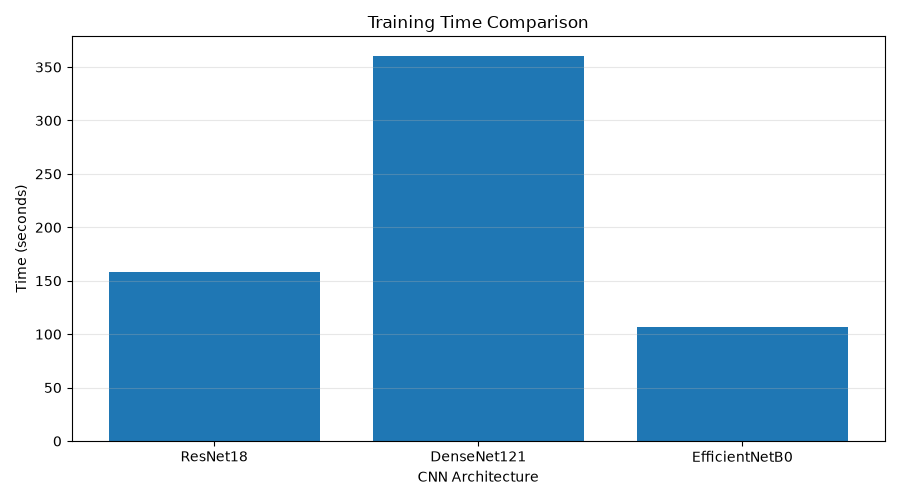 Training Time Comparison
Time (seconds)
350
300
250
200
150
100
50
0
ResNet18 DenseNet121 EfficientNetB0
CNN Architecture